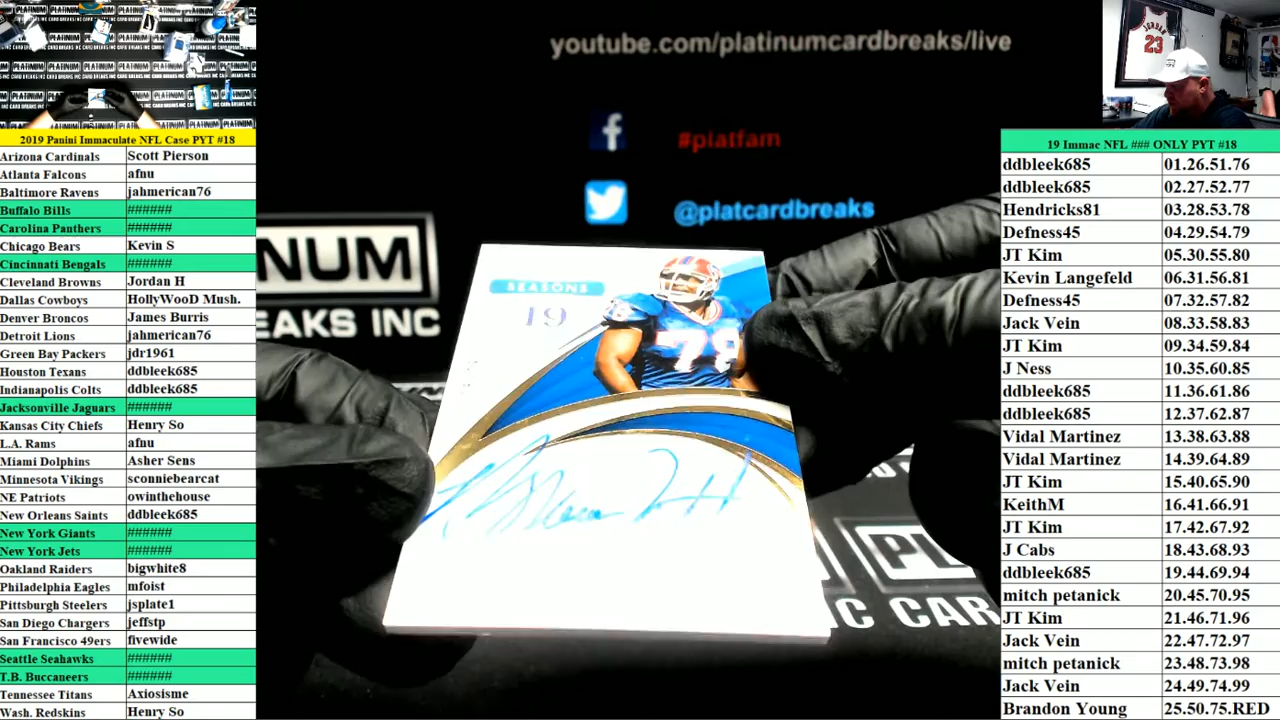 youtube.com/platinumcardbreaks/live
#platfam
@platcardbreaks
2019 Panini Immaculate NFL Case PYT #18
Arizona Cardinals Scott Pierson
Atlanta Falcons afnu
Baltimore Ravens jahmerican76
Buffalo Bills ######
Carolina Panthers ######
Chicago Bears Kevin S
Cincinnati Bengals ######
Cleveland Browns Jordan H
Dallas Cowboys HollyWooD Mush.
Denver Broncos James Burris
Detroit Lions jahmerican76
Green Bay Packers jdr1961
Houston Texans ddbleek685
Indianapolis Colts ddbleek685
Jacksonville Jaguars ######
Kansas City Chiefs Henry So
L.A. Rams afnu
Miami Dolphins Asher Sens
Minnesota Vikings sconniebearcat
NE Patriots owinthehouse
New Orleans Saints ddbleek685
New York Giants ######
New York Jets ######
Oakland Raiders bigwhite8
Philadelphia Eagles mfoist
Pittsburgh Steelers jsplate1
San Diego Chargers jeffstp
San Francisco 49ers fivewide
Seattle Seahawks ######
T.B. Buccaneers ######
Tennessee Titans Axiosisme
Wash. Redskins Henry So
NUM
EAKS INC
SEASONS
19
78
PL
IC CAR
JORDAN
23
19 Immac NFL ### ONLY PYT #18
ddbleek685 01.26.51.76
ddbleek685 02.27.52.77
Hendricks81 03.28.53.78
Defness45 04.29.54.79
JT Kim 05.30.55.80
Kevin Langefeld 06.31.56.81
Defness45 07.32.57.82
Jack Vein 08.33.58.83
JT Kim 09.34.59.84
J Ness 10.35.60.85
ddbleek685 11.36.61.86
ddbleek685 12.37.62.87
Vidal Martinez 13.38.63.88
Vidal Martinez 14.39.64.89
JT Kim 15.40.65.90
KeithM 16.41.66.91
JT Kim 17.42.67.92
J Cabs 18.43.68.93
ddbleek685 19.44.69.94
mitch petanick 20.45.70.95
JT Kim 21.46.71.96
Jack Vein 22.47.72.97
mitch petanick 23.48.73.98
Jack Vein 24.49.74.99
Brandon Young 25.50.75.RED